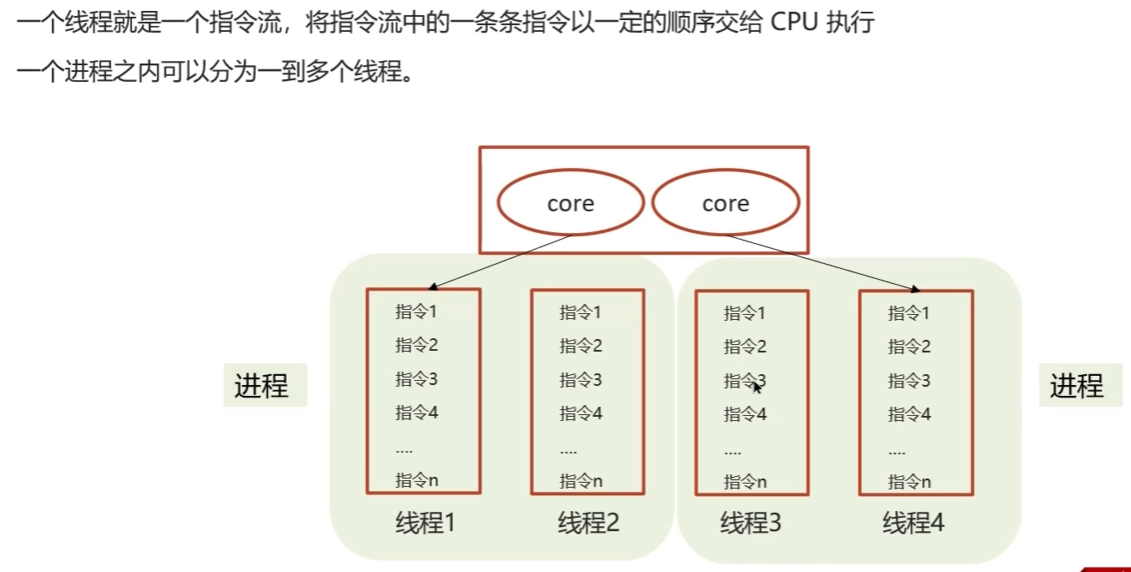 一个线程就是一个指令流，将指令流中的一条条指令以一定的顺序交给 CPU 执行
一个进程之内可以分为一到多个线程。
core
core
进程
指令1
指令2
指令3
指令4
....
指令n
线程1
指令1
指令2
指令3
指令4
....
指令n
线程2
指令1
指令2
指令3
指令4
....
指令n
线程3
指令1
指令2
指令3
指令4
....
指令n
线程4
进程